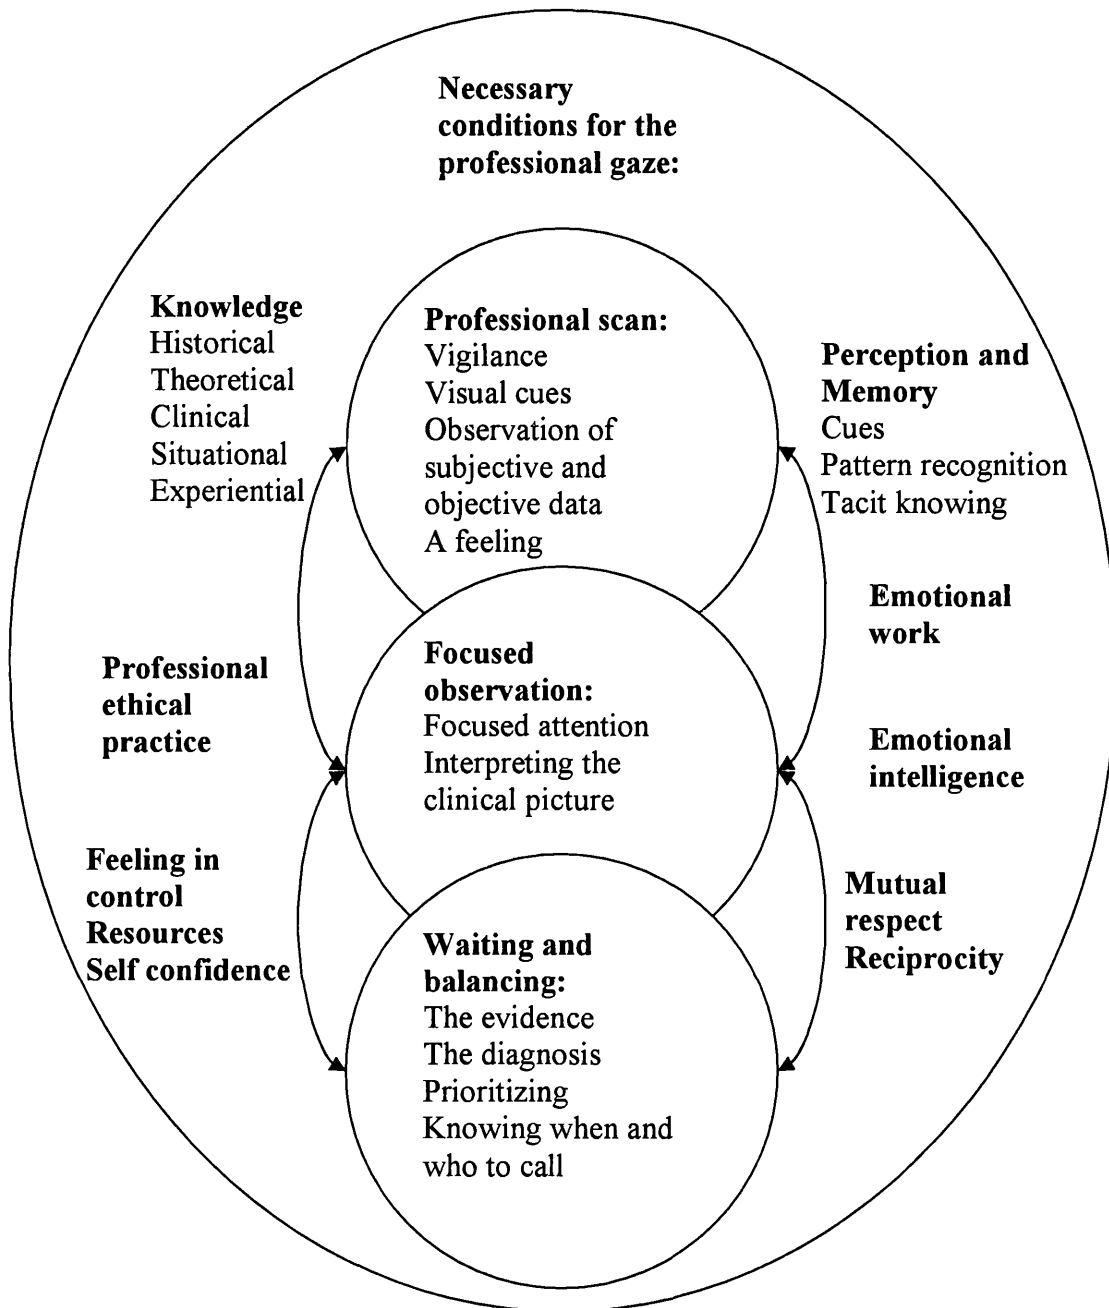 Necessary
conditions for the
professional gaze:
Knowledge
Historical
Theoretical
Clinical
Situational
Experiential
Professional scan:
Vigilance
Visual cues
Observation of
subjective and
objective data
A feeling
Perception and
Memory
Cues
Pattern recognition
Tacit knowing
Professional
ethical
practice
Focused
observation:
Focused attention
Interpreting the
clinical picture
Emotional
work
Emotional
intelligence
Feeling in
control
Resources
Self confidence
Waiting and
balancing:
The evidence
The diagnosis
Prioritizing
Knowing when and
who to call
Mutual
respect
Reciprocity